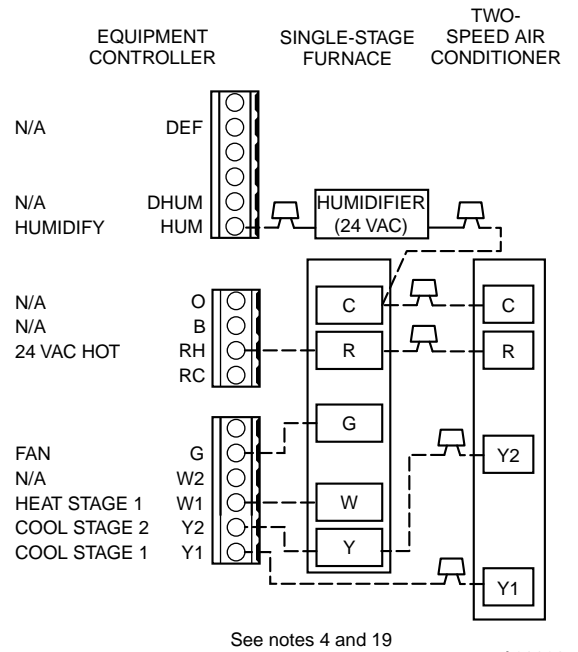 EQUIPMENT
CONTROLLER
SINGLE-STAGE
FURNACE
TWO-
SPEED AIR
CONDITIONER
N/A DEF
N/A DHUM
HUMIDIFY HUM
HUMIDIFIER
(24 VAC)
N/A O
N/A B
24 VAC HOT RH
RC
C
C
R
R
G
FAN G
N/A W2
HEAT STAGE 1 W1
COOL STAGE 2 Y2
COOL STAGE 1 Y1
W
Y
Y2
Y1
See notes 4 and 19